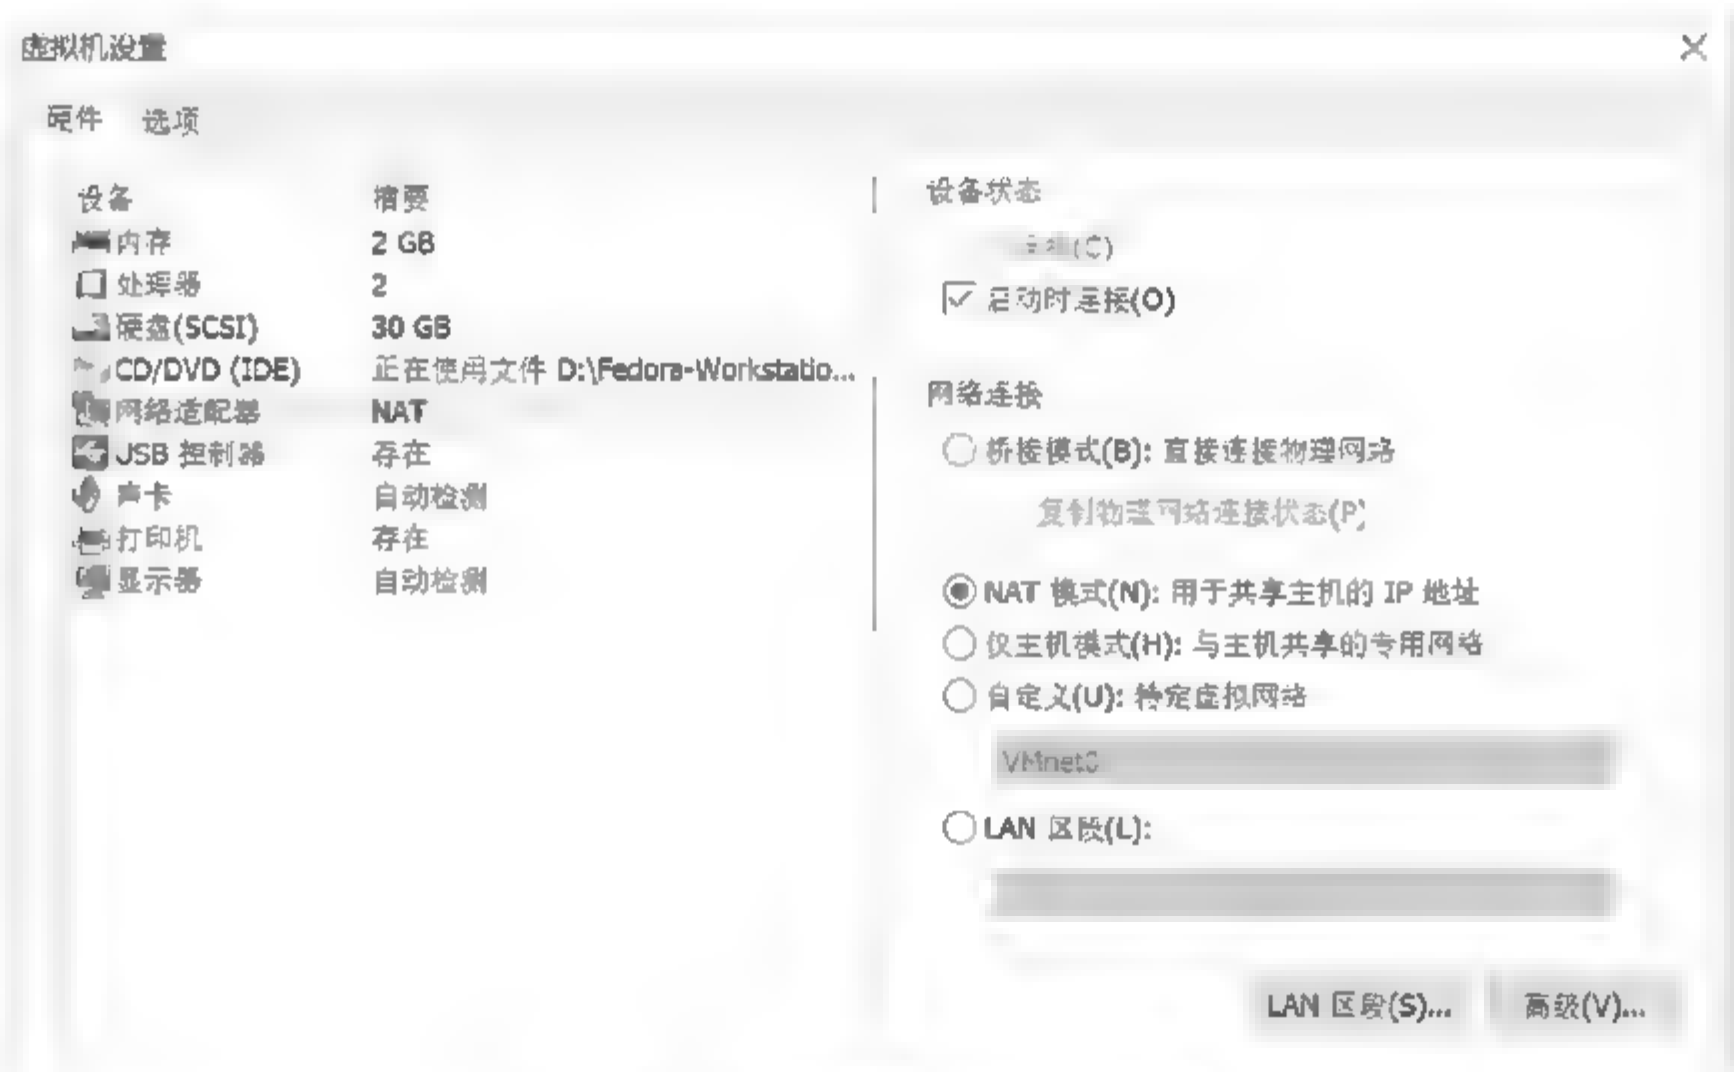 虚拟机设置
硬件 选项
设备 摘要
内存 2 GB
处理器 2
硬盘(SCSI) 30 GB
CD/DVD (IDE) 正在使用文件 D:\Fedora-Workstatio...
网络适配器 NAT
USB 控制器 存在
声卡 自动检测
打印机 存在
显示器 自动检测
设备状态
(C)
启动时连接(O)
网络连接
桥接模式(B): 直接连接物理网络
复制物理网络连接状态(P)
NAT 模式(N): 用于共享主机的 IP 地址
仅主机模式(H): 与主机共享的专用网络
自定义(U): 特定虚拟网络
VMnet0
LAN 区段(L):
LAN 区段(S)... 高级(V)...